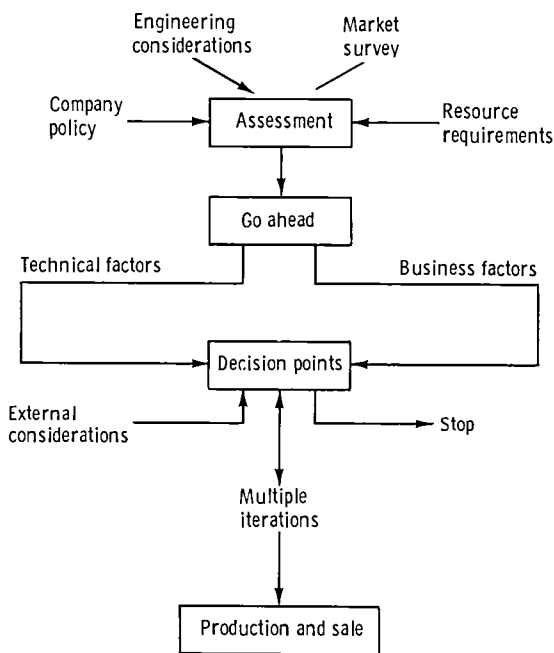 Engineering
considerations
Market
survey
Company
policy
Assessment
Resource
requirements
Go ahead
Technical factors
Business factors
Decision points
External
considerations
Stop
Multiple
iterations
Production and sale